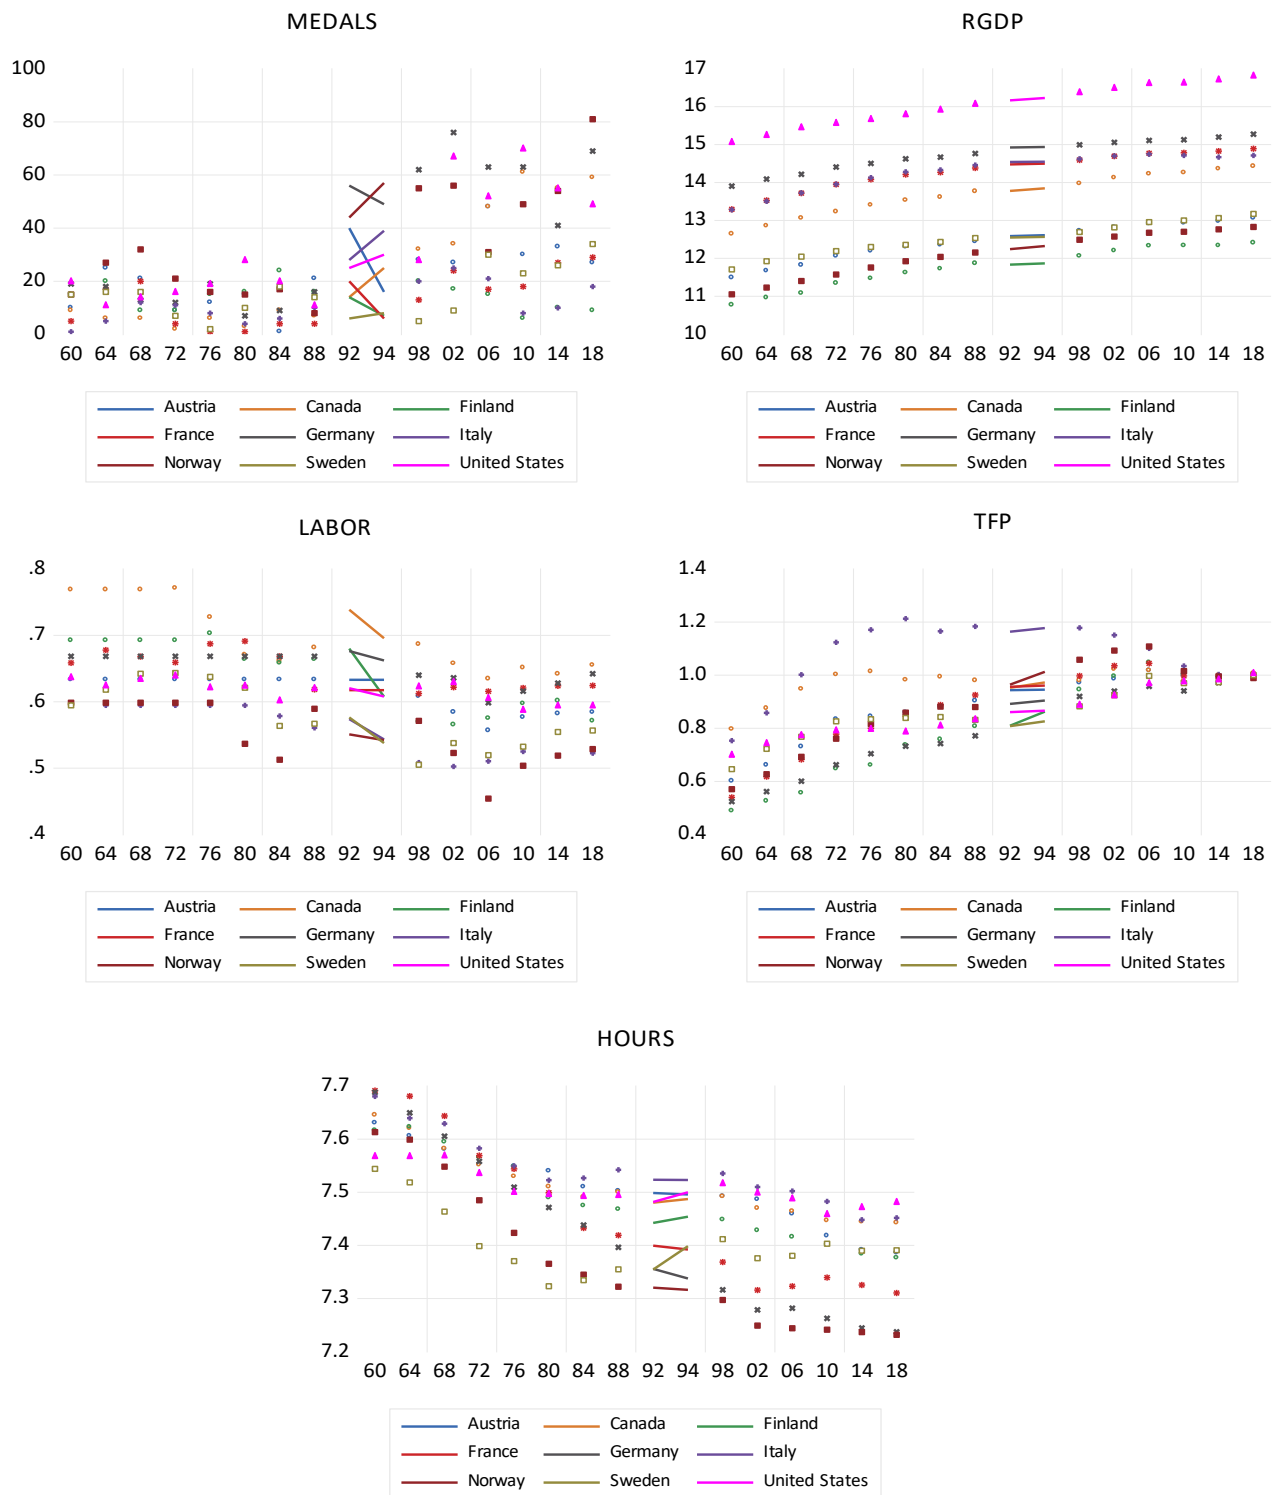 MEDALS
100
80
60
40
20
0
60 64 68 72 76 80 84 88 92 94 98 02 06 10 14 18
Austria Canada Finland
France Germany Italy
Norway Sweden United States
RGDP
17
16
15
14
13
12
11
10
60 64 68 72 76 80 84 88 92 94 98 02 06 10 14 18
Austria Canada Finland
France Germany Italy
Norway Sweden United States
LABOR
.8
.7
.6
.5
.4
60 64 68 72 76 80 84 88 92 94 98 02 06 10 14 18
Austria Canada Finland
France Germany Italy
Norway Sweden United States
TFP
1.4
1.2
1.0
0.8
0.6
0.4
60 64 68 72 76 80 84 88 92 94 98 02 06 10 14 18
Austria Canada Finland
France Germany Italy
Norway Sweden United States
HOURS
7.7
7.6
7.5
7.4
7.3
7.2
60 64 68 72 76 80 84 88 92 94 98 02 06 10 14 18
Austria Canada Finland
France Germany Italy
Norway Sweden United States